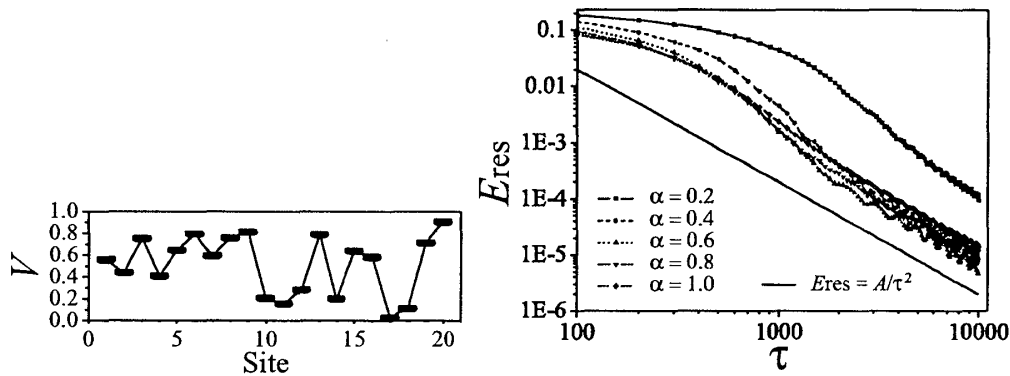 V
1.0
0.8
0.6
0.4
0.2
0.0
0 5 10 15 20
Site
Eres
0.1
0.01
1E-3
1E-4
1E-5
1E-6
α = 0.2
α = 0.4
α = 0.6
α = 0.8
α = 1.0
Eres = A/τ²
100 1000 10000
τ